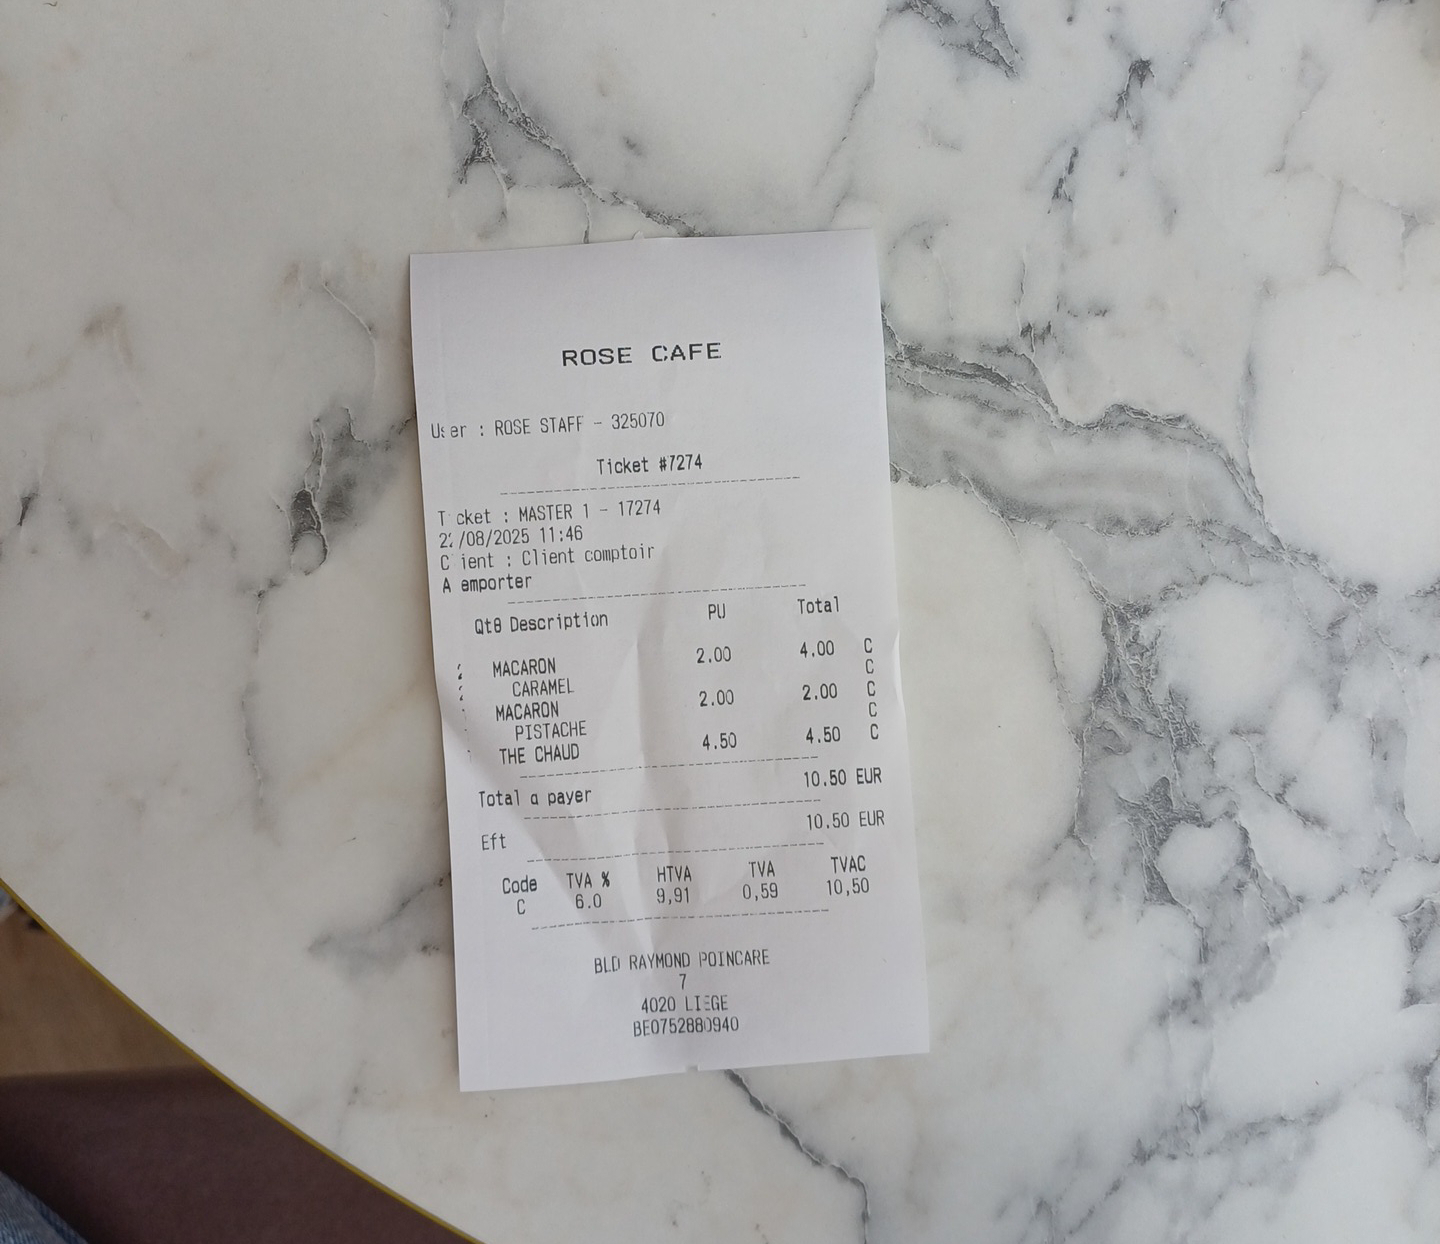 ROSE CAFE
User : ROSE STAFF - 325070
Ticket #7274
Ticket : MASTER 1 - 17274
/08/2025 11:46
Client : Client comptoir
A emporter
Qt0 Description PU Total
MACARON 2.00 4.00 C
CARAMEL C
MACARON 2.00 2.00 C
PISTACHE C
THE CHAUD 4.50 4.50 C
Total a payer 10.50 EUR
Eft 10.50 EUR
Code TVA % HTVA TVA TVAC
C 6.0 9,91 0,59 10,50
BLD RAYMOND POINCARE
7
4020 LIEGE
BE0752880940